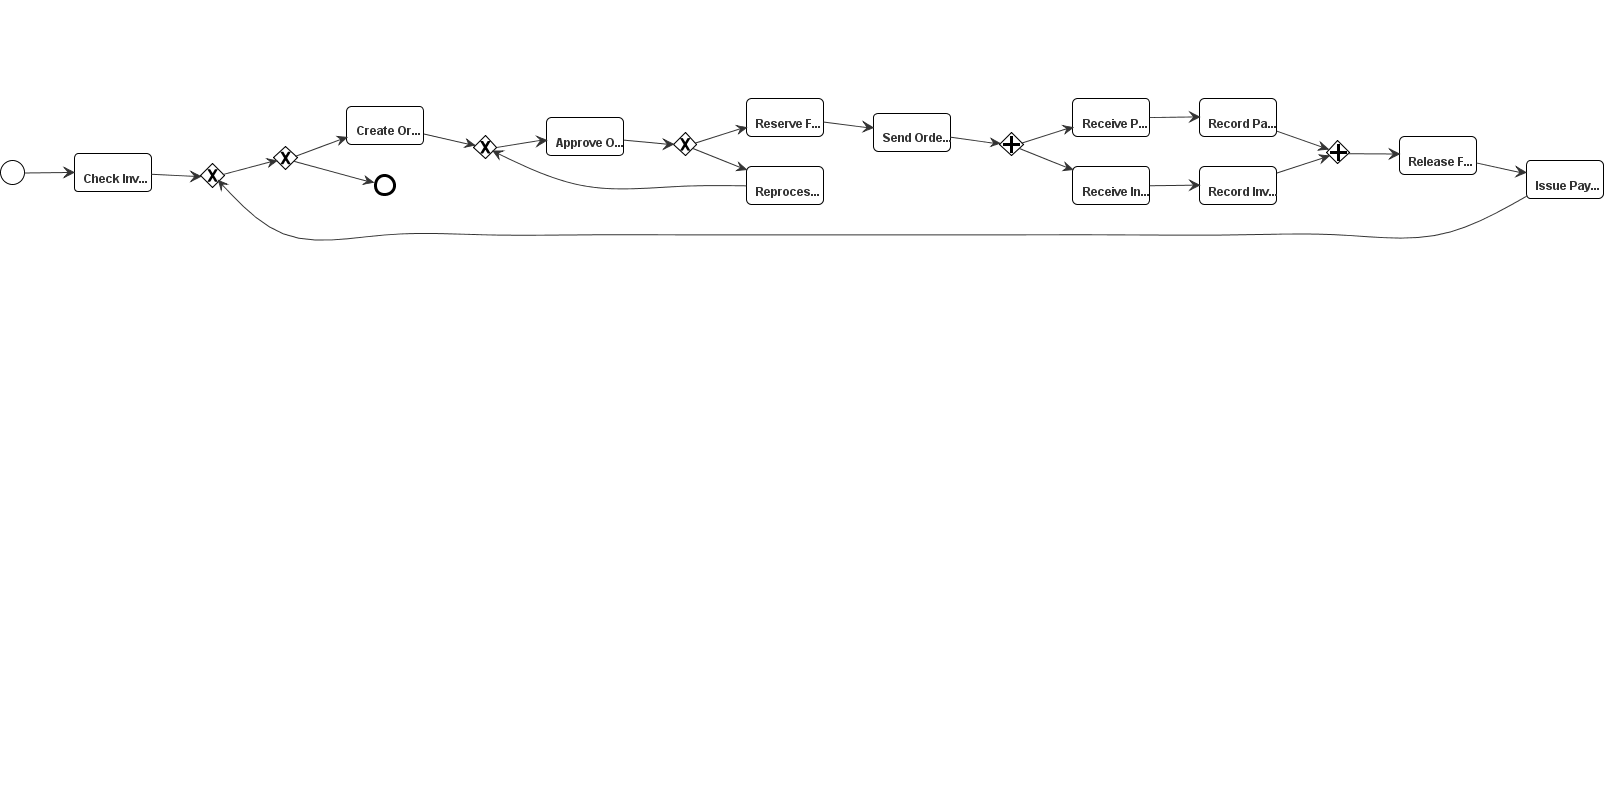 Check Inv...
Create Or...
Approve O...
Reserve F...
Reproces...
Send Orde...
Receive P...
Receive In...
Record Pa...
Record Inv...
Release F...
Issue Pay...